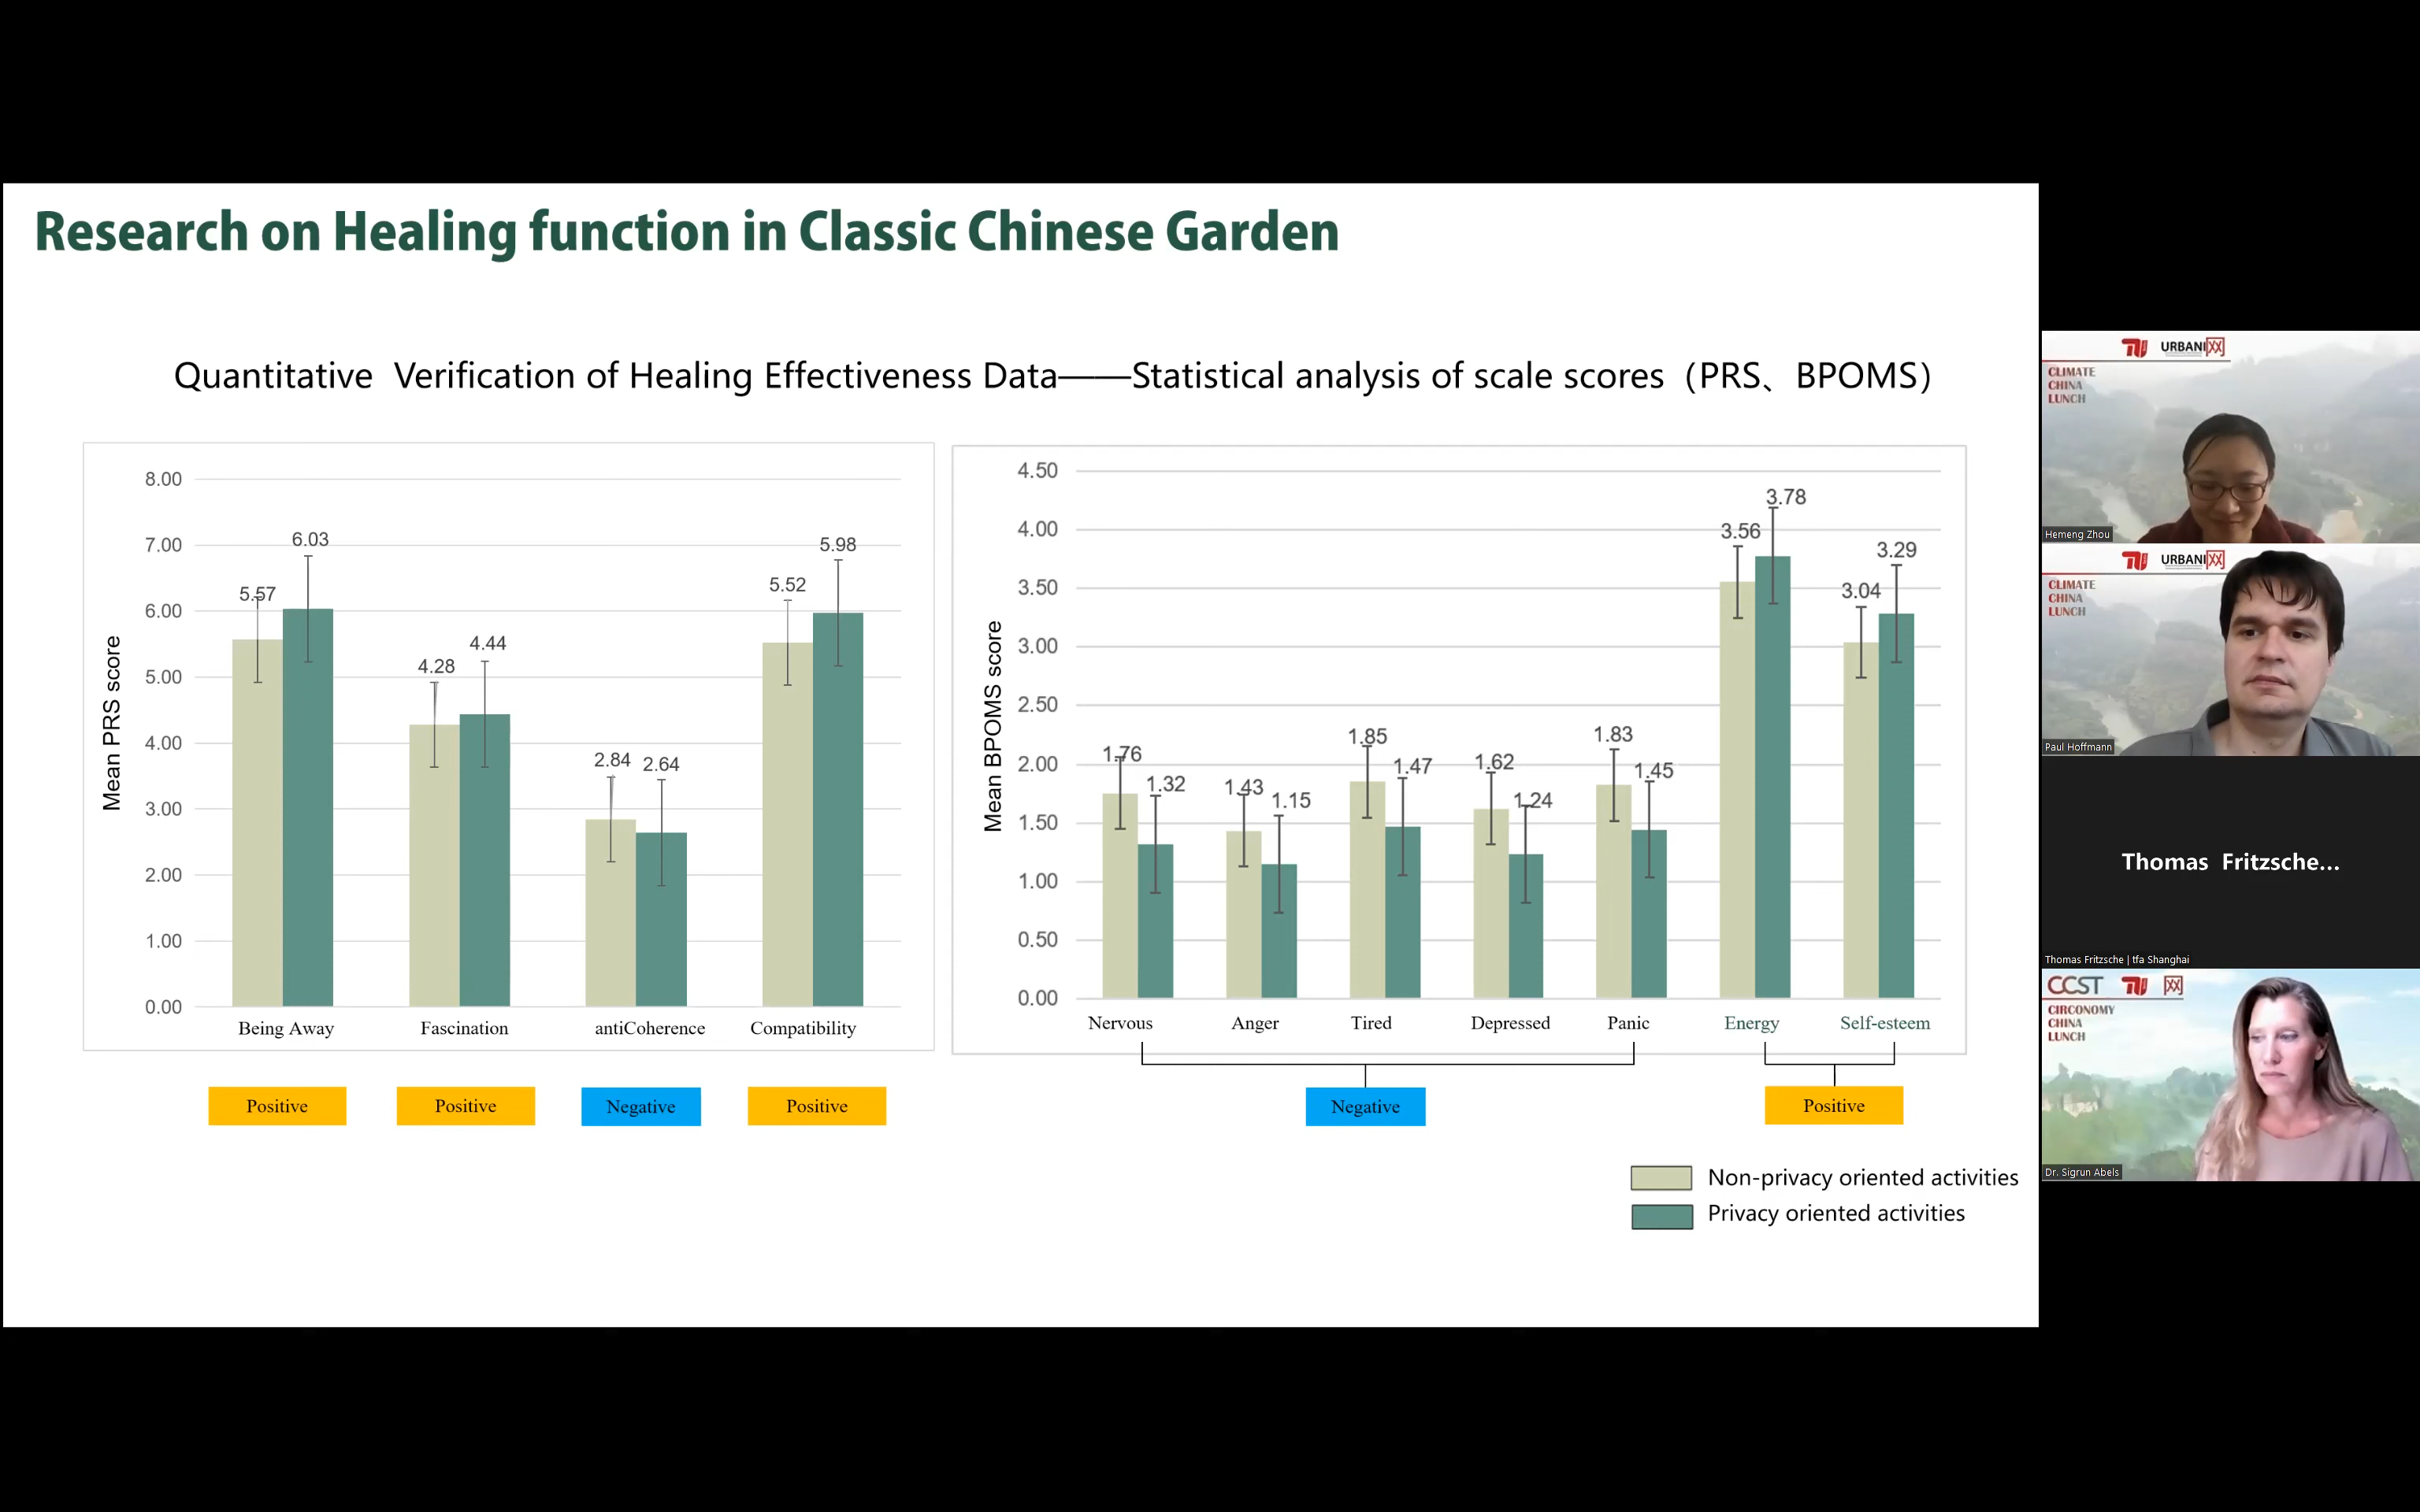 Research on Healing function in Classic Chinese Garden
Quantitative Verification of Healing Effectiveness Data——Statistical analysis of scale scores（PRS、BPOMS）
Mean PRS score
8.00
7.00
6.00
5.00
4.00
3.00
2.00
1.00
0.00
5.57
6.03
4.28
4.44
2.84
2.64
5.52
5.98
Being Away
Fascination
antiCoherence
Compatibility
Positive
Positive
Negative
Positive
Mean BPOMS score
4.50
4.00
3.50
3.00
2.50
2.00
1.50
1.00
0.50
0.00
1.76
1.32
1.43
1.15
1.85
1.47
1.62
1.24
1.83
1.45
3.56
3.78
3.04
3.29
Nervous
Anger
Tired
Depressed
Panic
Energy
Self-esteem
Negative
Positive
Non-privacy oriented activities
Privacy oriented activities
URBANI
CLIMATE
CHINA
LUNCH
Hemeng Zhou
URBANI
CLIMATE
CHINA
LUNCH
Paul Hoffmann
Thomas Fritzsche...
Thomas Fritzsche | tfa Shanghai
CCST
CIRCONOMY
CHINA
LUNCH
Dr. Sigrun Abels